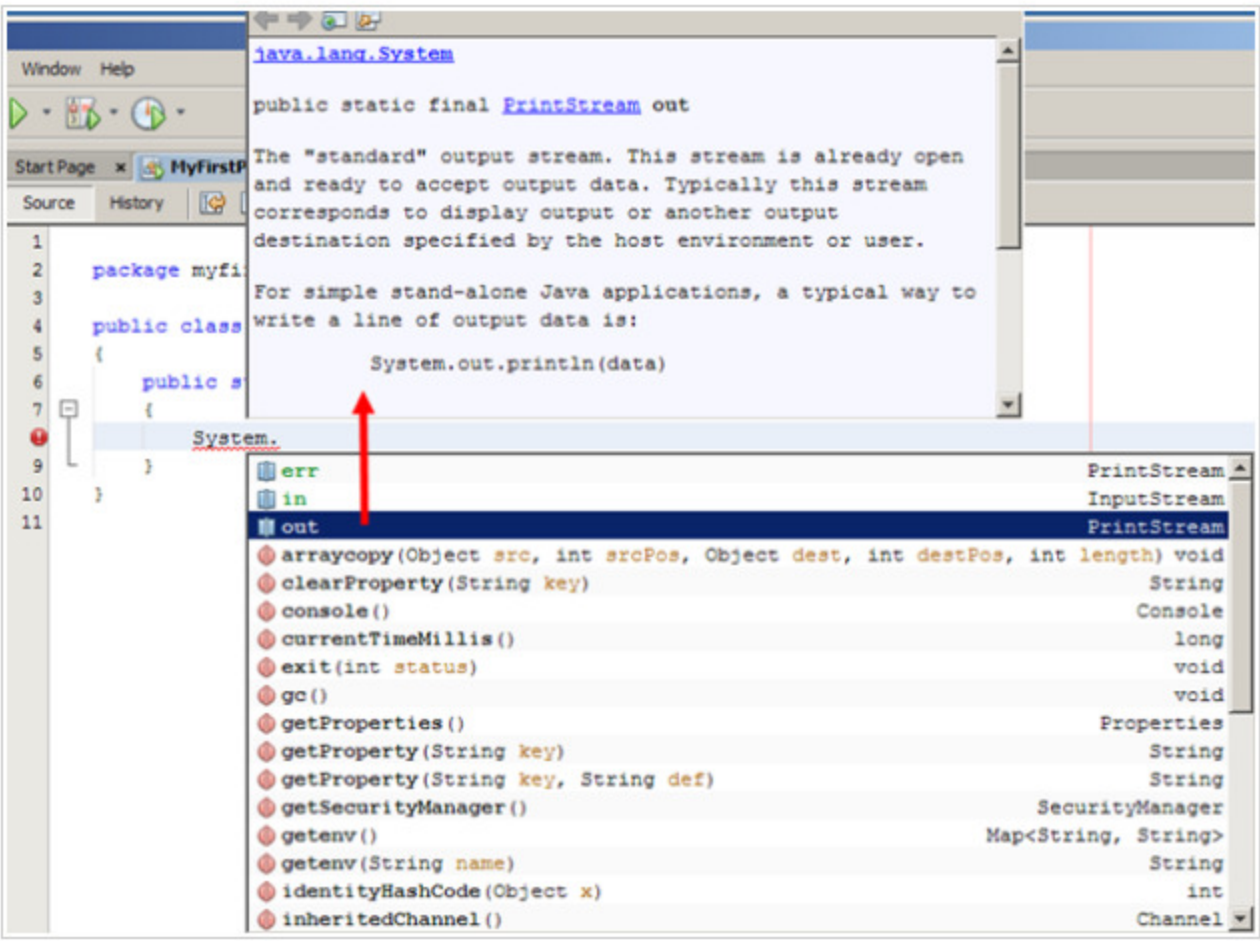 java.lang.System
Window Help
public static final PrintStream out
The "standard" output stream. This stream is already open
and ready to accept output data. Typically this stream
corresponds to display output or another output
destination specified by the host environment or user.
For simple stand-alone Java applications, a typical way to
write a line of output data is:
System.out.println(data)
Start Page x MyFirstP
Source History
1
2 package myfi
3
4 public class
5 {
6 public s
7 {
System.
9 }
10 }
11
err PrintStream
in InputStream
out PrintStream
arraycopy(Object src, int srcPos, Object dest, int destPos, int length) void
clearProperty(String key) String
console() Console
currentTimeMillis() long
exit(int status) void
gc() void
getProperties() Properties
getProperty(String key) String
getProperty(String key, String def) String
getSecurityManager() SecurityManager
getenv() Map<String, String>
getenv(String name) String
identityHashCode(Object x) int
inheritedChannel() Channel